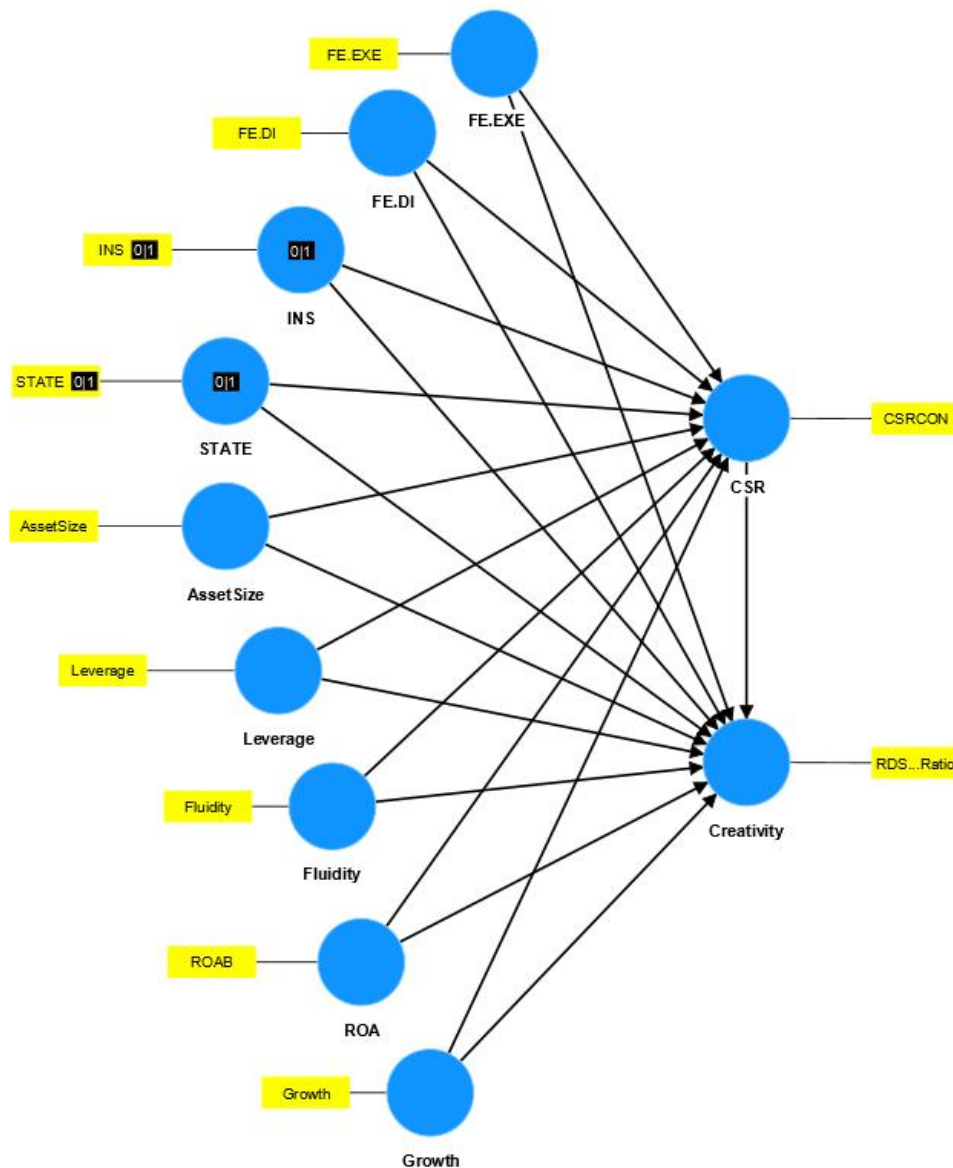 FE.EXE
FE.EXE
FE.DI
FE.DI
INS 0|1
0|1
INS
STATE 0|1
0|1
STATE
CSRCON
CSR
AssetSize
AssetSize
Leverage
Leverage
RDS...Ratio
Creativity
Fluidity
Fluidity
ROAB
ROA
Growth
Growth